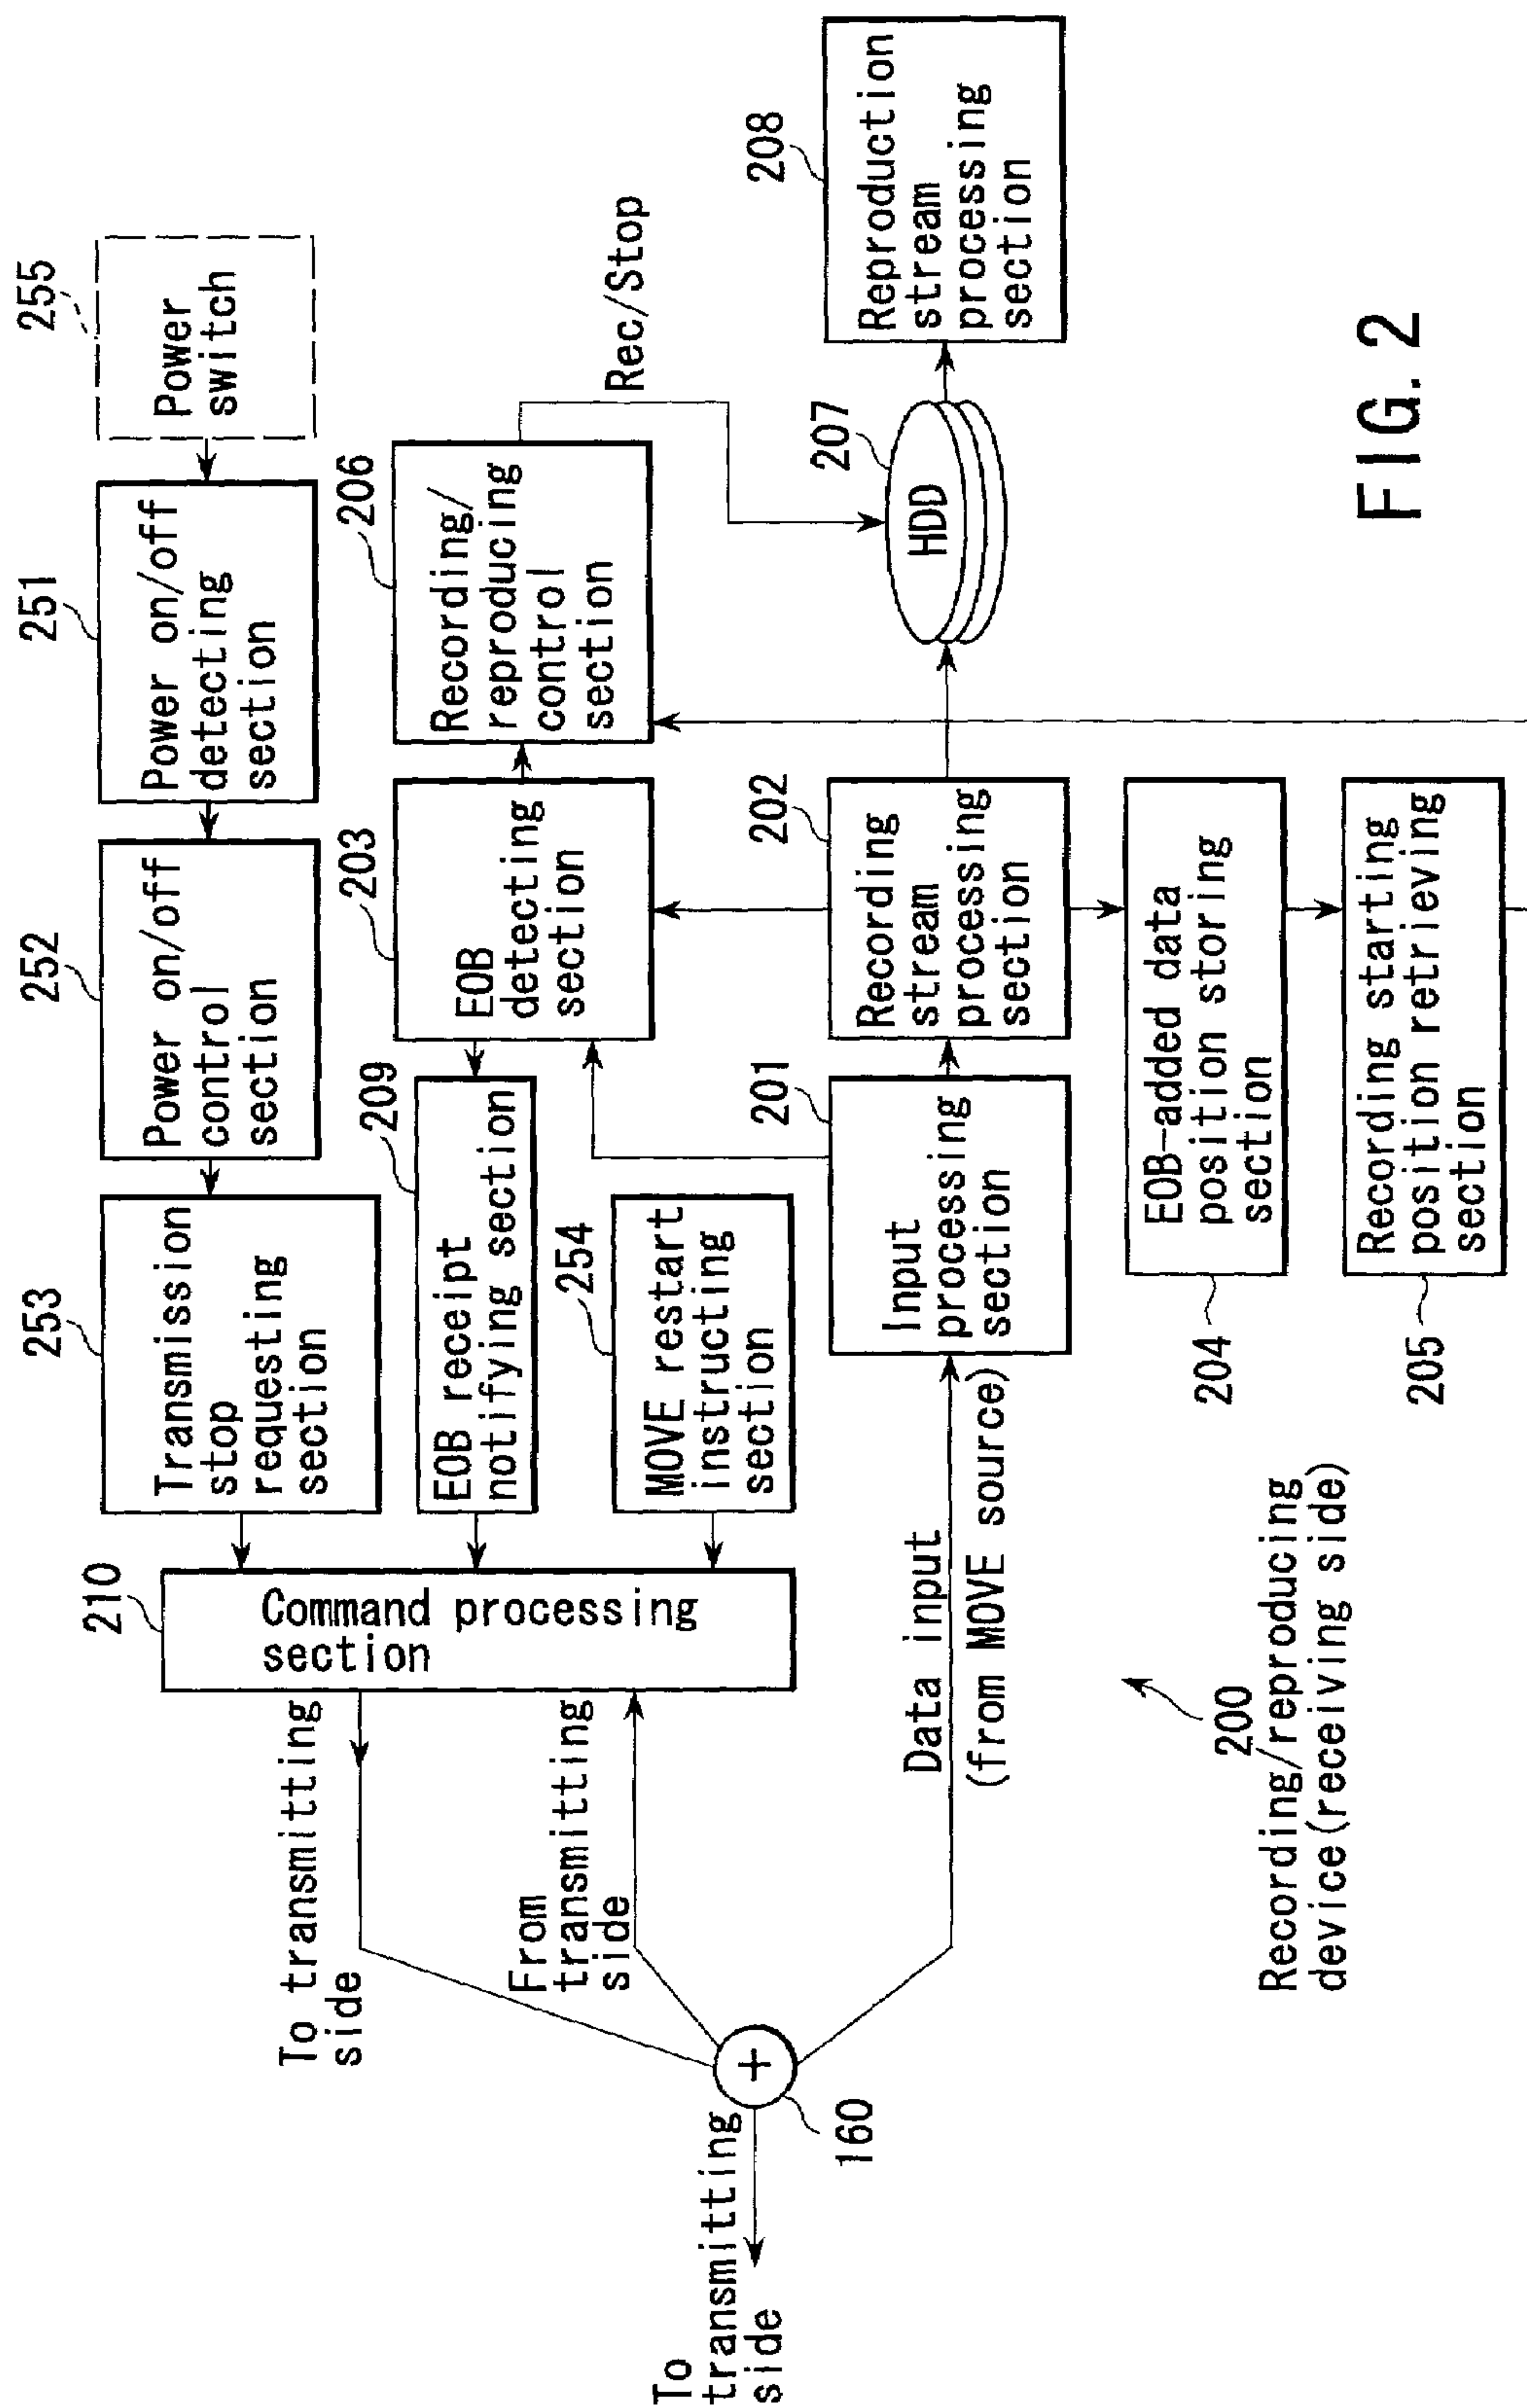 255
Power
switch
251
Power on/off
detecting
section
252
Power on/off
control
section
253
Transmission
stop
requesting
section
210
Command processing
section
To transmitting
side
From
transmitting
side
206
Recording/
reproducing
control
section
Rec/Stop
203
EOB
detecting
section
209
EOB receipt
notifying section
254
MOVE restart
instructing
section
208
Reproduction
stream
processing
section
207
HDD
202
Recording
stream
processing
section
201
Input
processing
section
Data input
(from MOVE source)
To
transmitting
side
160
EOB-added data
position storing
section
204
Recording starting
position retrieving
section
205
200
Recording/reproducing
device(receiving side)
FIG. 2